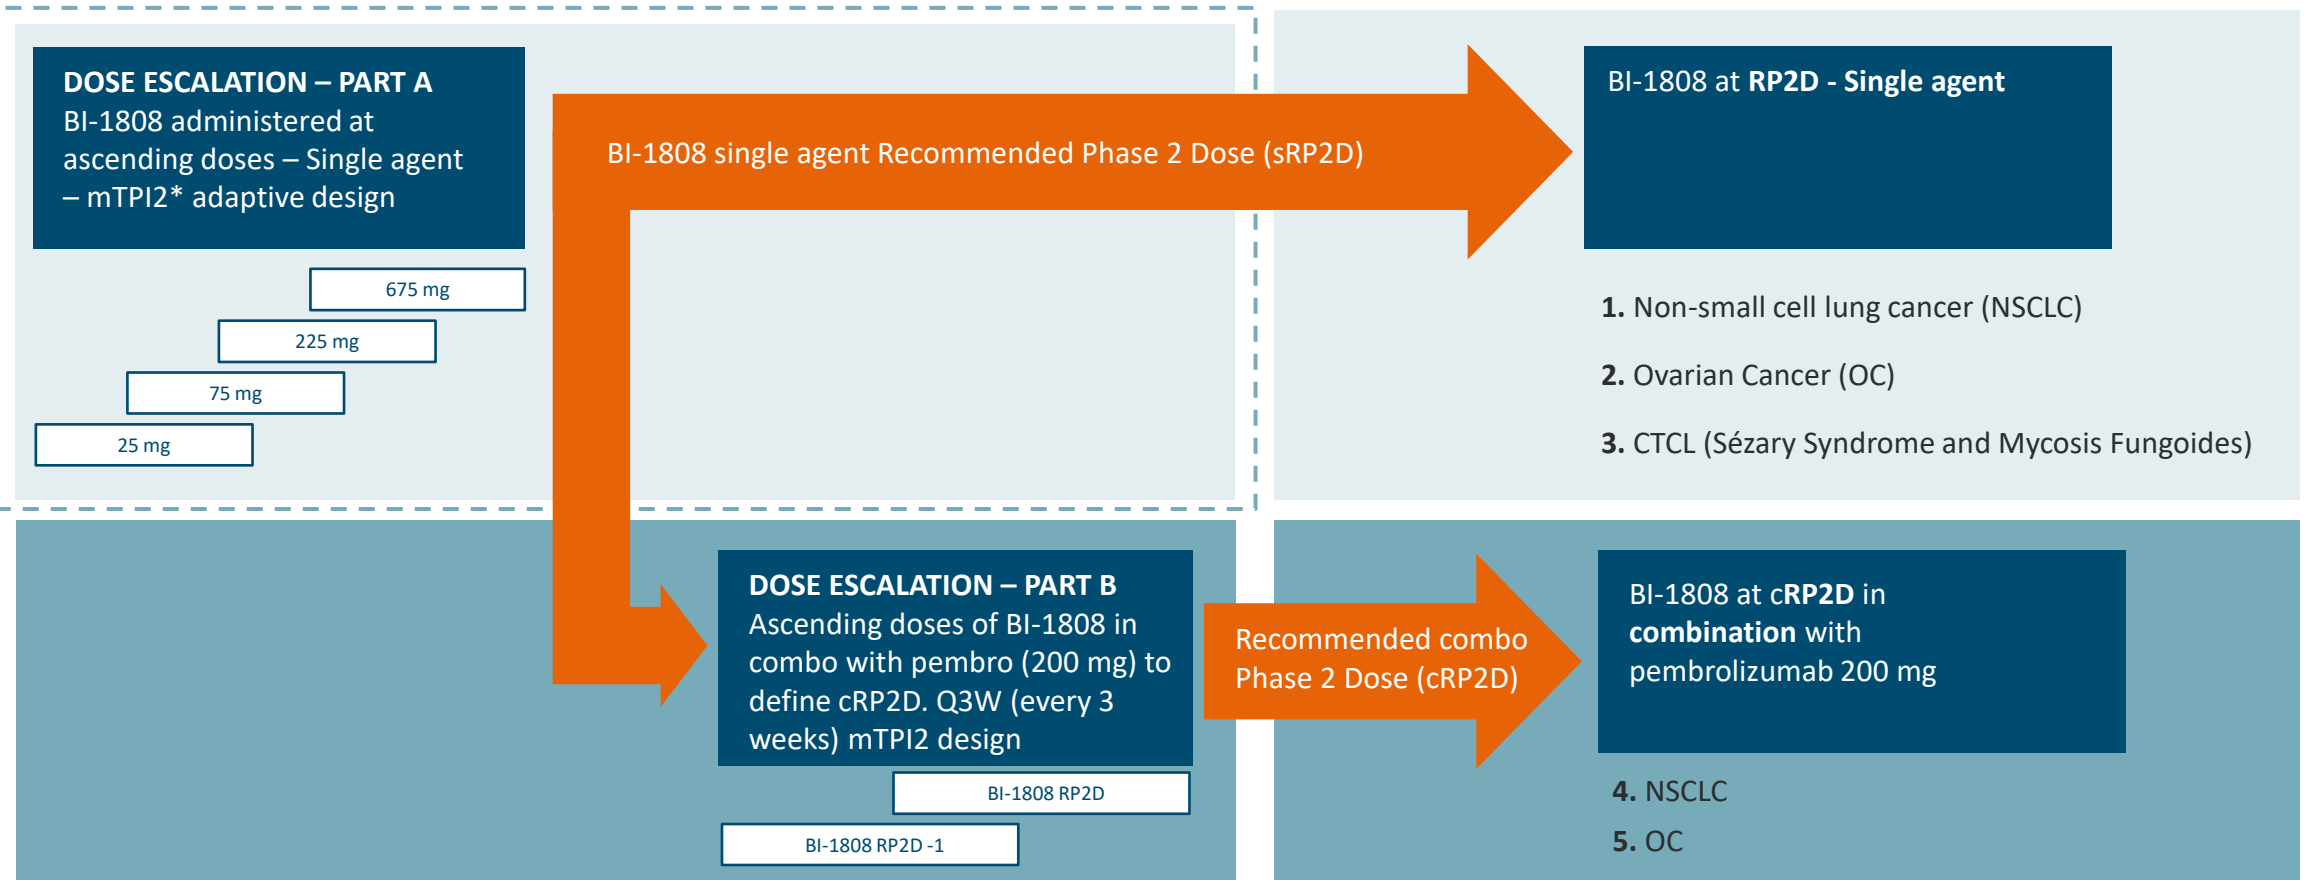 DOSE ESCALATION – PART A
BI-1808 administered at
ascending doses – Single agent
– mTPI2* adaptive design
675 mg
225 mg
75 mg
25 mg
BI-1808 single agent Recommended Phase 2 Dose (sRP2D)
BI-1808 at RP2D - Single agent
1. Non-small cell lung cancer (NSCLC)
2. Ovarian Cancer (OC)
3. CTCL (Sézary Syndrome and Mycosis Fungoides)
DOSE ESCALATION – PART B
Ascending doses of BI-1808 in
combo with pembro (200 mg) to
define cRP2D. Q3W (every 3
weeks) mTPI2 design
BI-1808 RP2D
BI-1808 RP2D -1
Recommended combo
Phase 2 Dose (cRP2D)
BI-1808 at cRP2D in
combination with
pembrolizumab 200 mg
.
4. NSCLC
5. OC